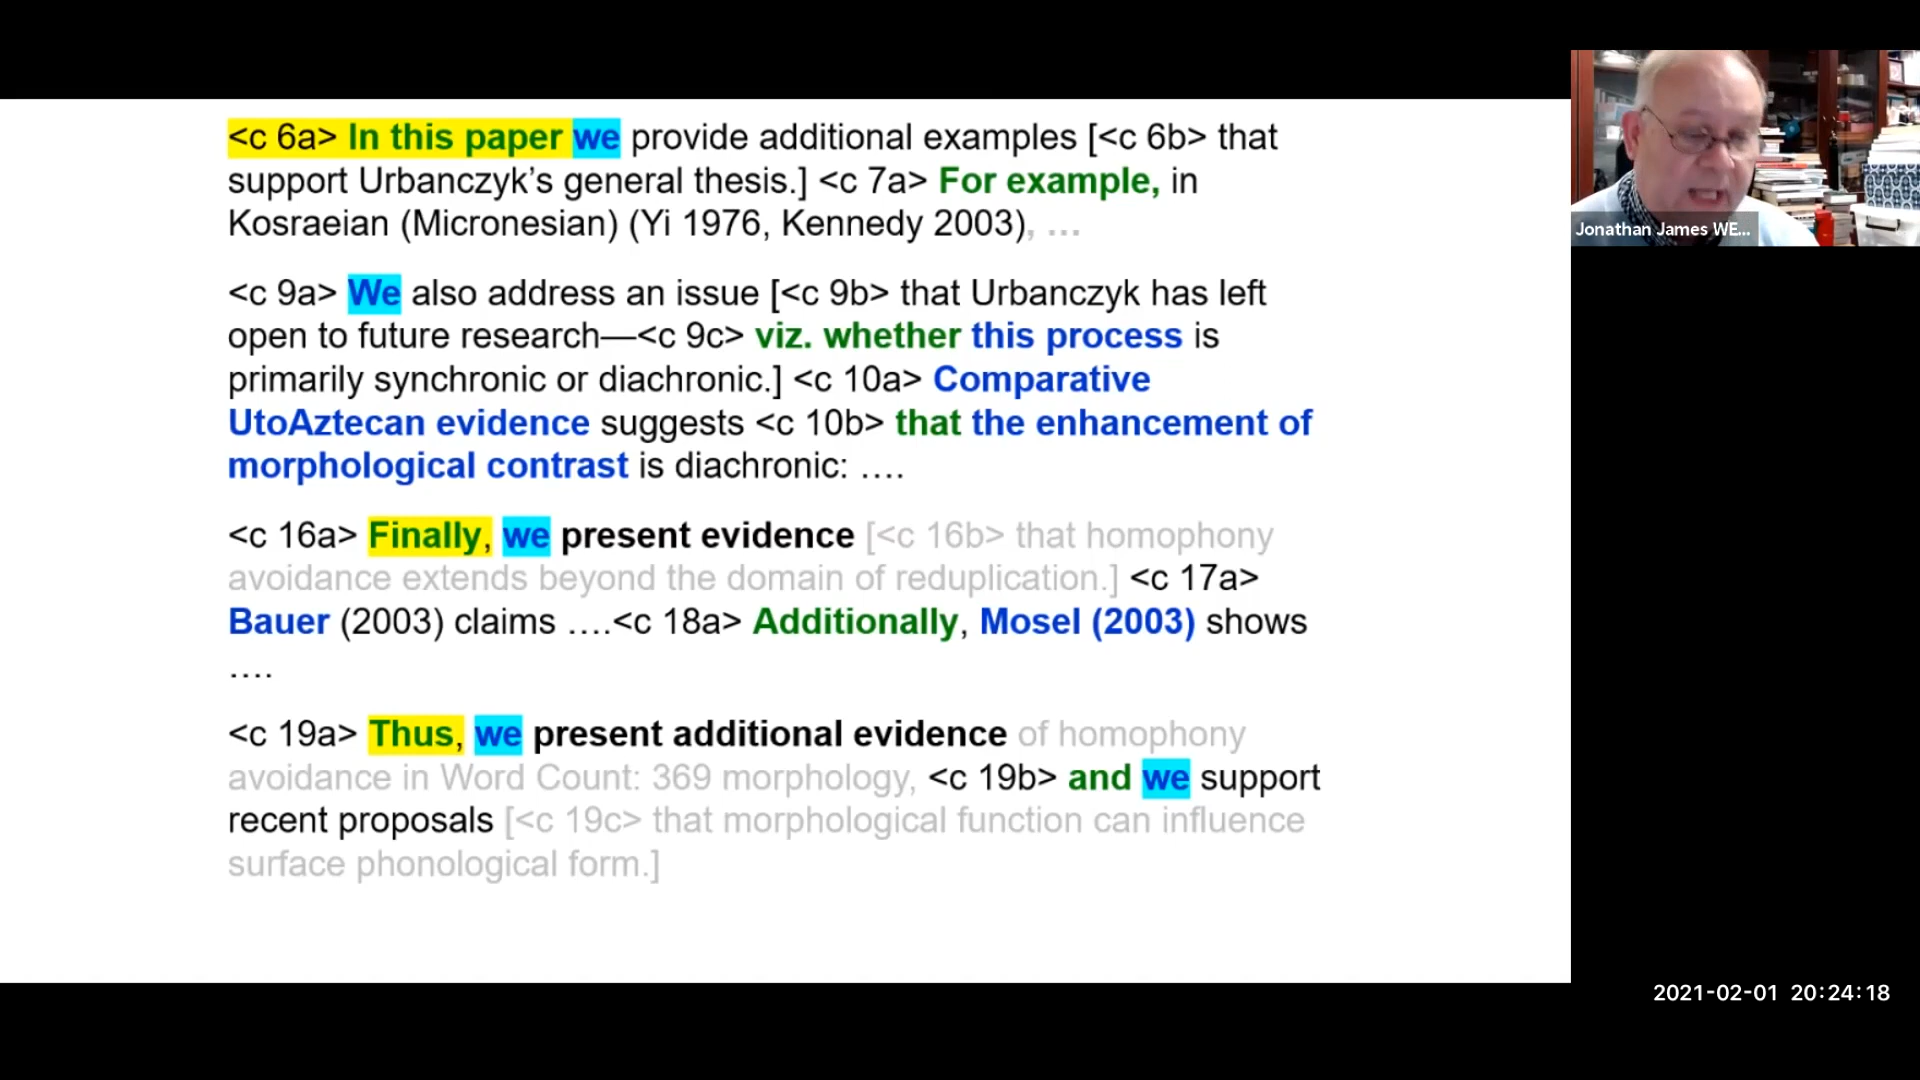 <c 6a> In this paper we provide additional examples [<c 6b> that
support Urbanczyk’s general thesis.] <c 7a> For example, in
Kosraeian (Micronesian) (Yi 1976, Kennedy 2003), …
<c 9a> We also address an issue [<c 9b> that Urbanczyk has left
open to future research—<c 9c> viz. whether this process is
primarily synchronic or diachronic.] <c 10a> Comparative
UtoAztecan evidence suggests <c 10b> that the enhancement of
morphological contrast is diachronic: ….
<c 16a> Finally, we present evidence [<c 16b> that homophony
avoidance extends beyond the domain of reduplication.] <c 17a>
Bauer (2003) claims ….<c 18a> Additionally, Mosel (2003) shows
….
<c 19a> Thus, we present additional evidence of homophony
avoidance in Word Count: 369 morphology, <c 19b> and we support
recent proposals [<c 19c> that morphological function can influence
surface phonological form.]
Jonathan James WE...
2021-02-01 20:24:18